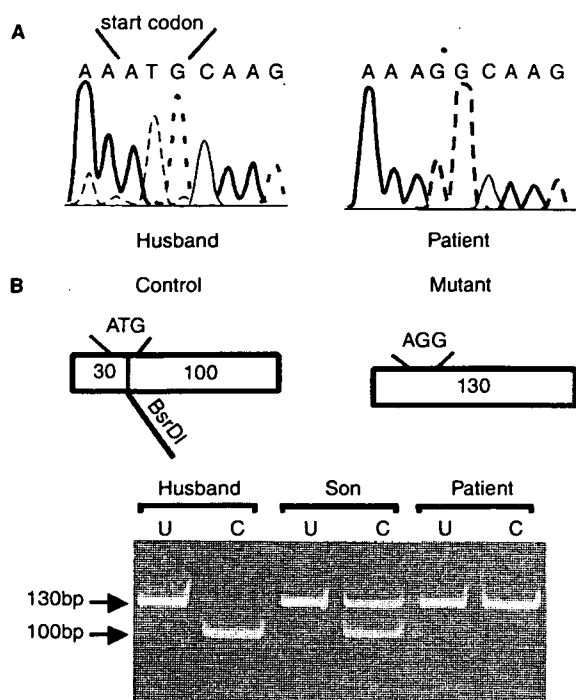 A
start codon
A A A T G C A A G
A A A G G C A A G
Husband
Patient
B
Control
Mutant
ATG
AGG
30
100
130
BsrDI
Husband
Son
Patient
U C U C U C
130bp
100bp